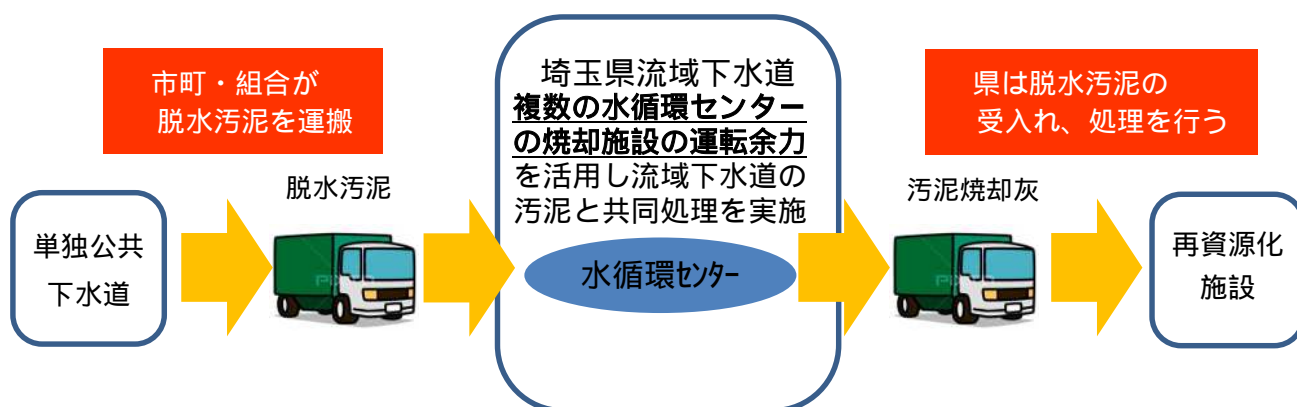 市町・組合が
脱水汚泥を運搬
埼玉県流域下水道
複数の水循環センター
の焼却施設の運転余力
を活用し流域下水道の
汚泥と共同処理を実施
県は脱水汚泥の
受入れ、処理を行う
脱水汚泥
汚泥焼却灰
単独公共
下水道
水循環ｾﾝﾀｰ
再資源化
施設